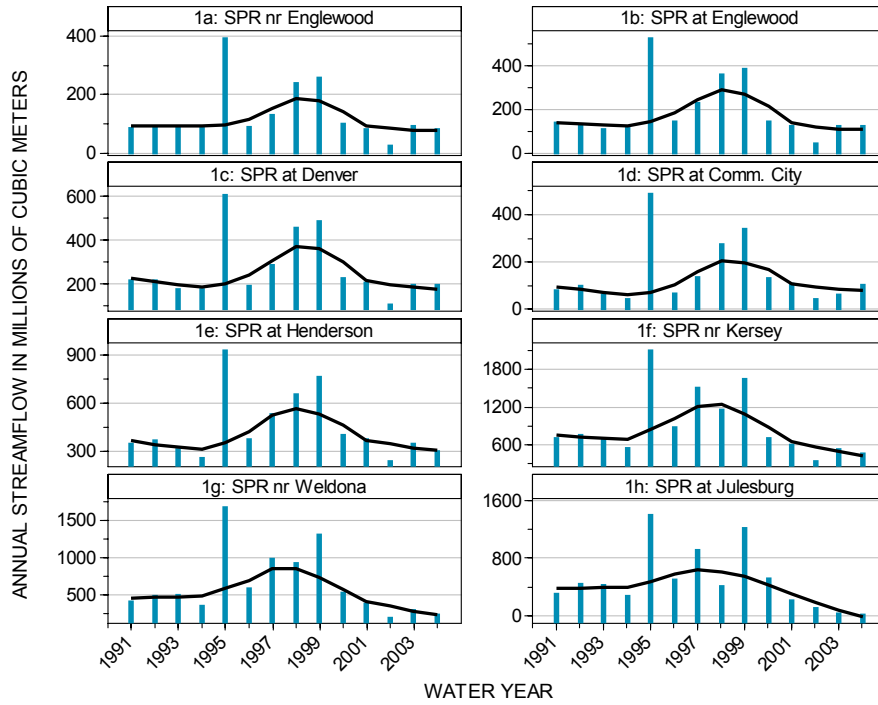 ANNUAL STREAMFLOW IN MILLIONS OF CUBIC METERS
1a: SPR nr Englewood
400
200
0
1b: SPR at Englewood
400
200
0
1c: SPR at Denver
600
400
200
1d: SPR at Comm. City
400
200
0
1e: SPR at Henderson
900
600
300
1f: SPR nr Kersey
1800
1200
600
1g: SPR nr Weldona
1500
1000
500
1h: SPR at Julesburg
1600
800
0
1991 1993 1995 1997 1999 2001 2003
1991 1993 1995 1997 1999 2001 2003
WATER YEAR